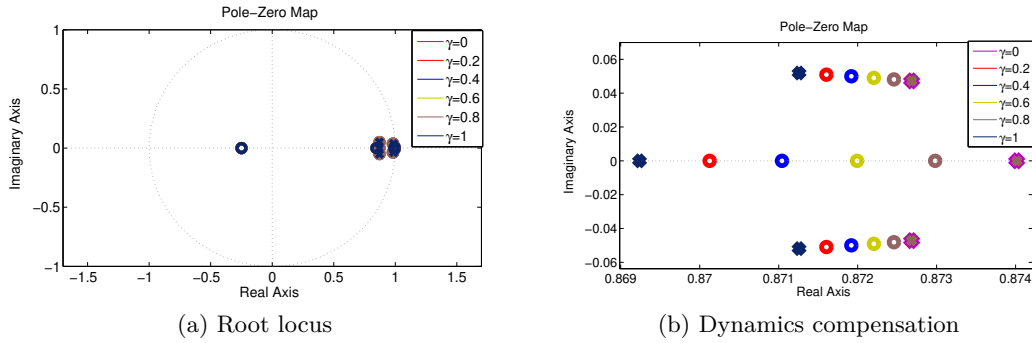 Pole-Zero Map
1
0.5
0
−0.5
−1
Imaginary Axis
−1.5
−1
−0.5
0
0.5
1
1.5
Real Axis
γ=0
γ=0.2
γ=0.4
γ=0.6
γ=0.8
γ=1
(a) Root locus
Pole-Zero Map
0.06
0.04
0.02
0
−0.02
−0.04
−0.06
Imaginary Axis
0.869
0.87
0.871
0.872
0.873
0.874
Real Axis
γ=0
γ=0.2
γ=0.4
γ=0.6
γ=0.8
γ=1
(b) Dynamics compensation